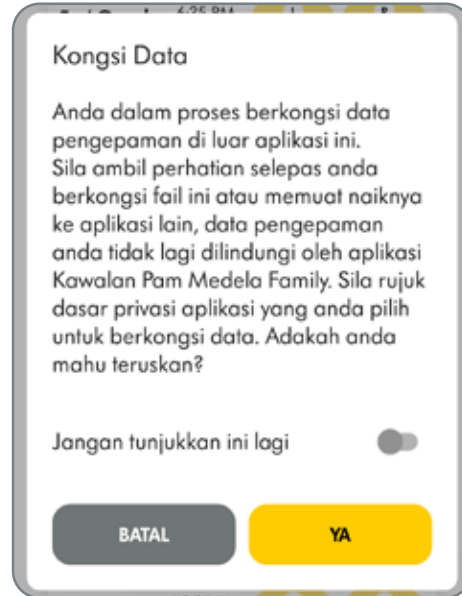 6:25 PM
Kongsi Data
Anda dalam proses berkongsi data
pengepaman di luar aplikasi ini.
Sila ambil perhatian selepas anda
berkongsi fail ini atau memuat naiknya
ke aplikasi lain, data pengepaman
anda tidak lagi dilindungi oleh aplikasi
Kawalan Pam Medela Family. Sila rujuk
dasar privasi aplikasi yang anda pilih
untuk berkongsi data. Adakah anda
mahu teruskan?
Jangan tunjukkan ini lagi
BATAL YA